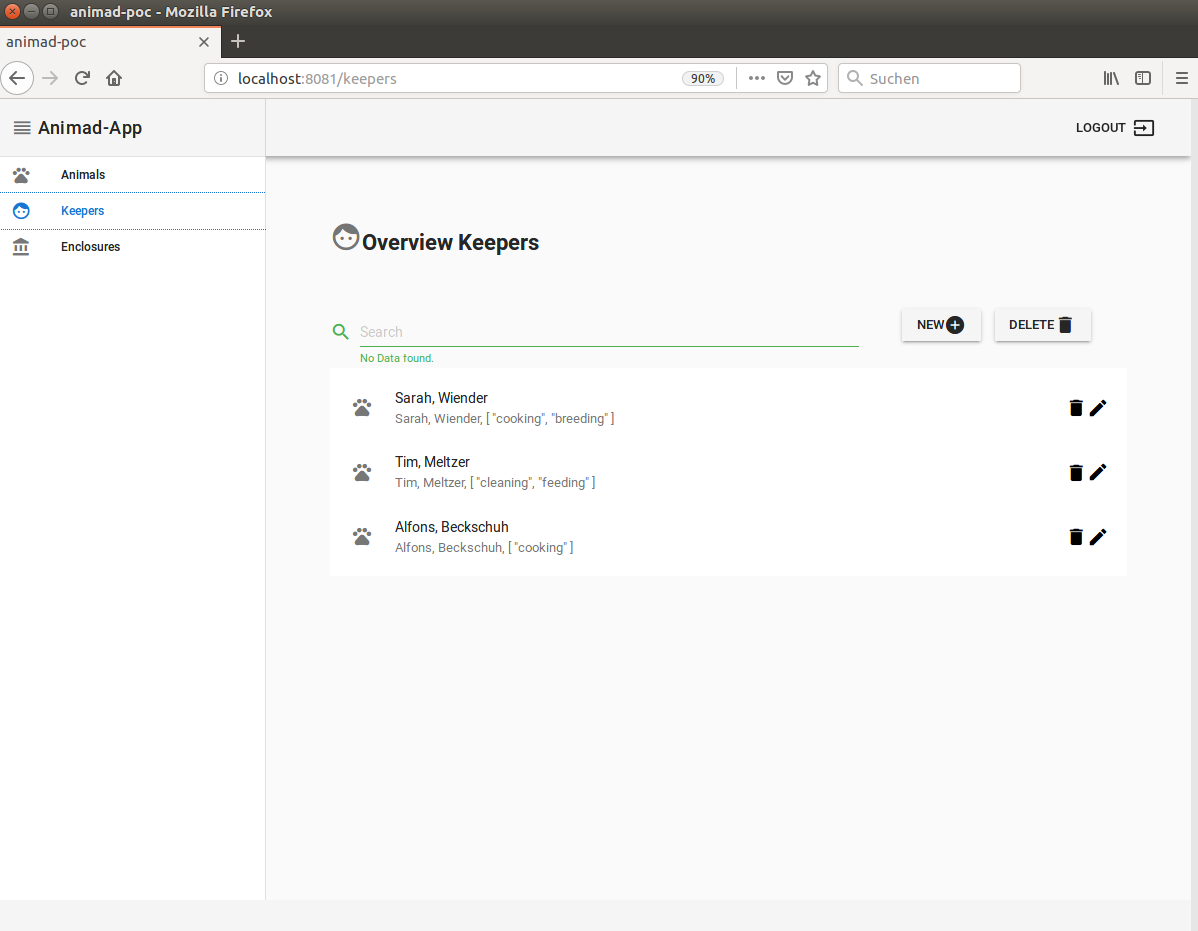 animad-poc - Mozilla Firefox
animad-poc
localhost:8081/keepers
90%
Suchen
Animad-App
LOGOUT
Animals
Keepers
Enclosures
Overview Keepers
Search
NEW
DELETE
No Data found.
Sarah, Wiender
Sarah, Wiender, [ "cooking", "breeding" ]
Tim, Meltzer
Tim, Meltzer, [ "cleaning", "feeding" ]
Alfons, Beckschuh
Alfons, Beckschuh, [ "cooking" ]